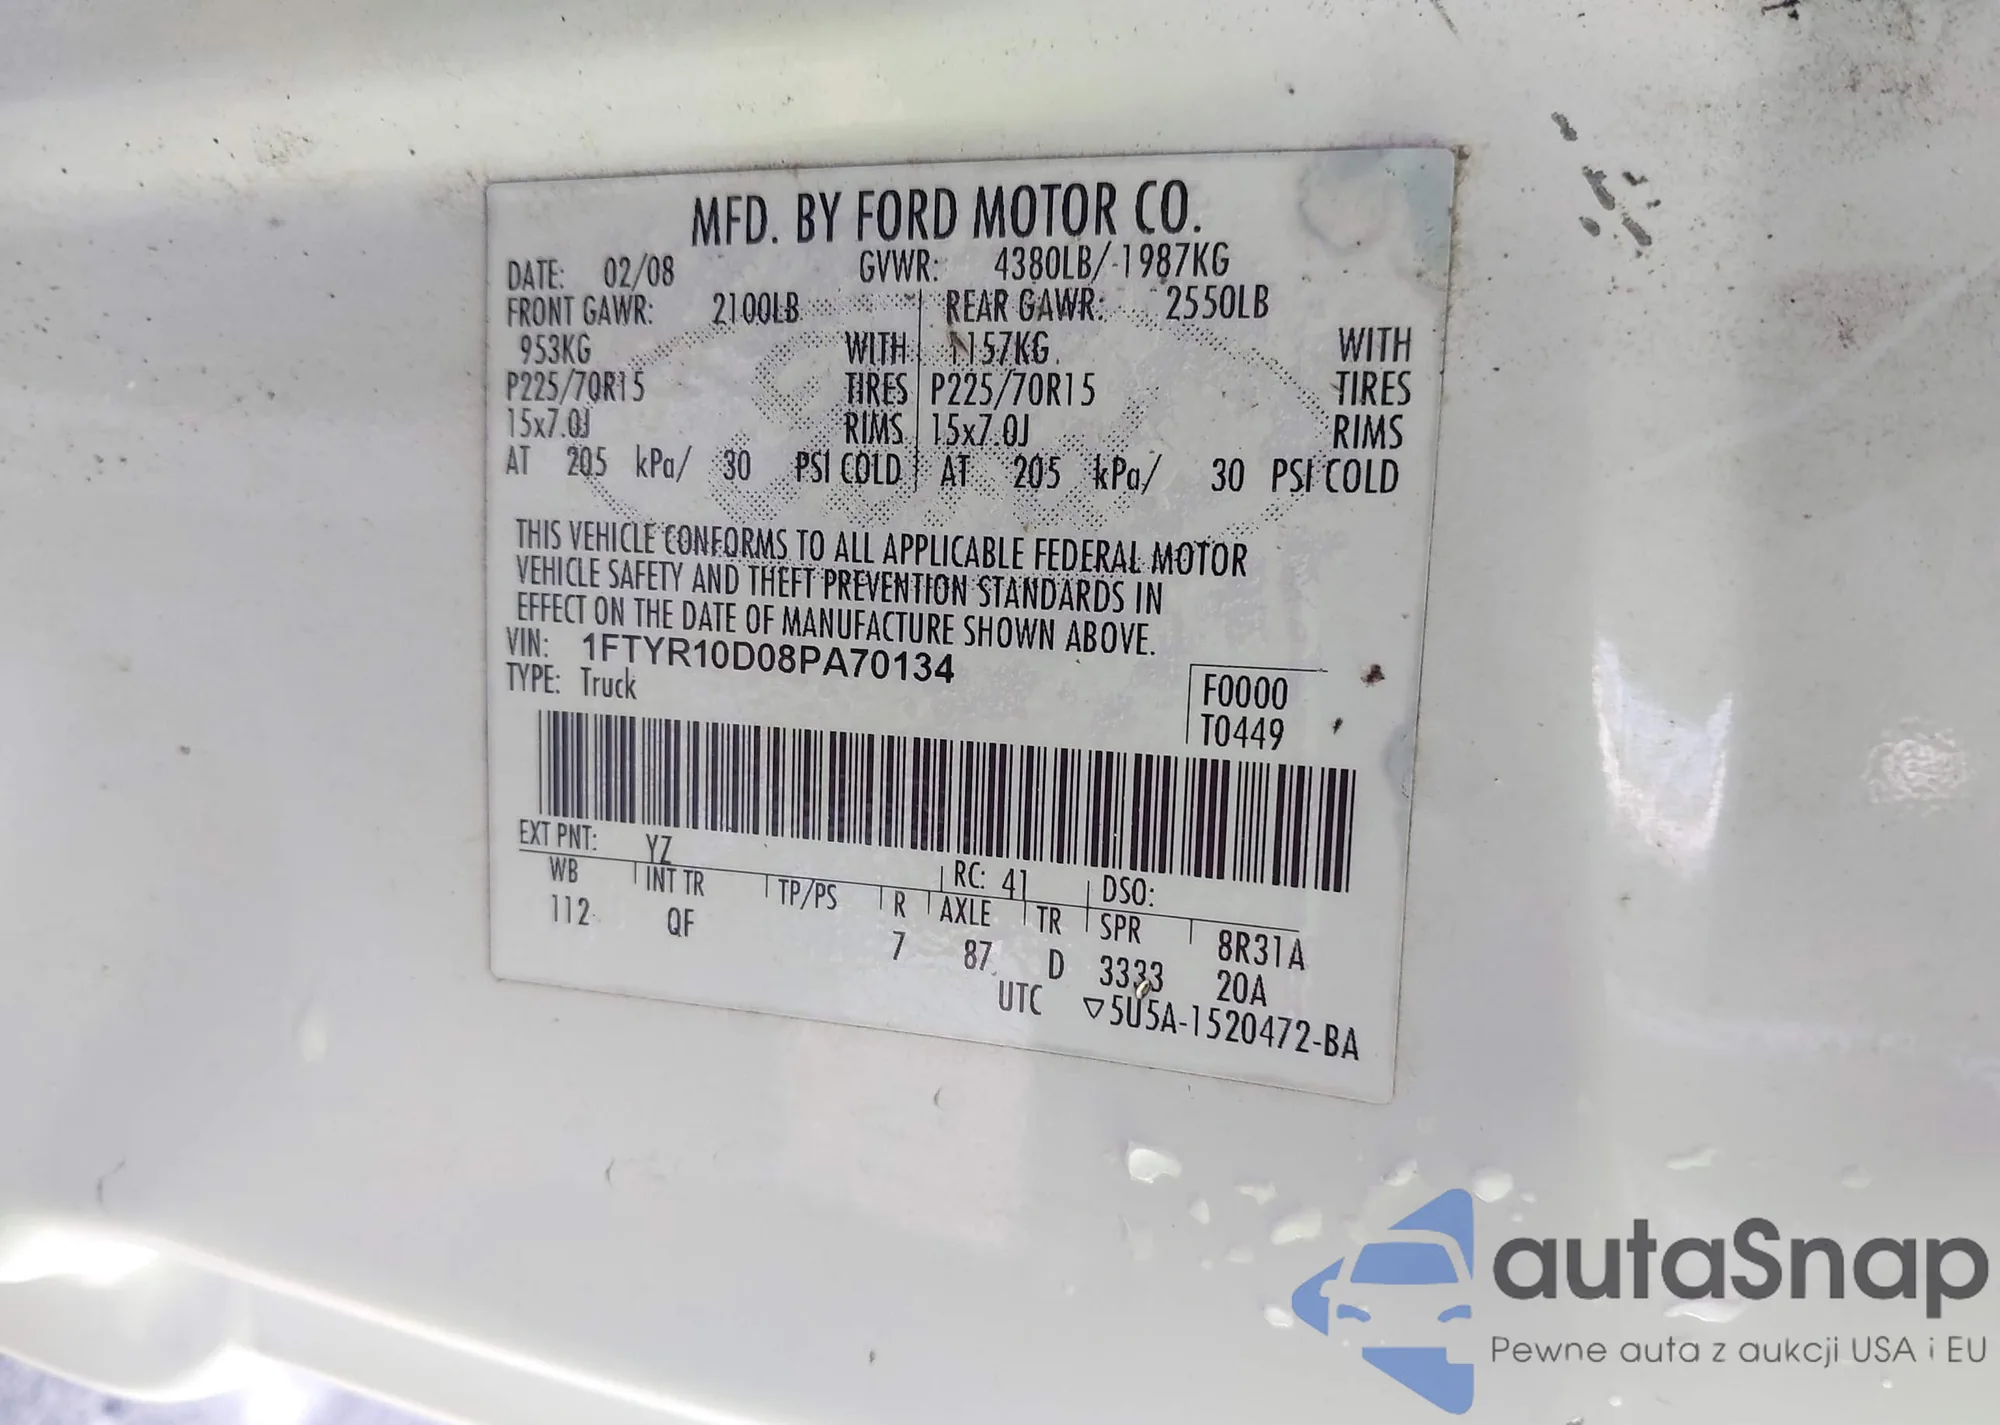 MFD. BY FORD MOTOR CO.
DATE: 02/08 GVWR: 4380LB/ 1987KG
FRONT GAWR: 2100LB REAR GAWR: 2550LB
953KG WITH 1157KG WITH
P225/70R15 TIRES P225/70R15 TIRES
15x7.0J RIMS 15x7.0J RIMS
AT 205 kPa/ 30 PSI COLD AT 205 kPa/ 30 PSI COLD
THIS VEHICLE CONFORMS TO ALL APPLICABLE FEDERAL MOTOR
VEHICLE SAFETY AND THEFT PREVENTION STANDARDS IN
EFFECT ON THE DATE OF MANUFACTURE SHOWN ABOVE.
VIN: 1FTYR10D08PA70134
TYPE: Truck
F0000
T0449
EXT PNT: YZ RC: 41 DSO:
WB INT TR TP/PS R AXLE TR SPR 8R31A
112 QF 7 87 D 3333 20A
UTC ▽5U5A-1520472-BA
autaSnap
Pewne auta z aukcji USA i EU